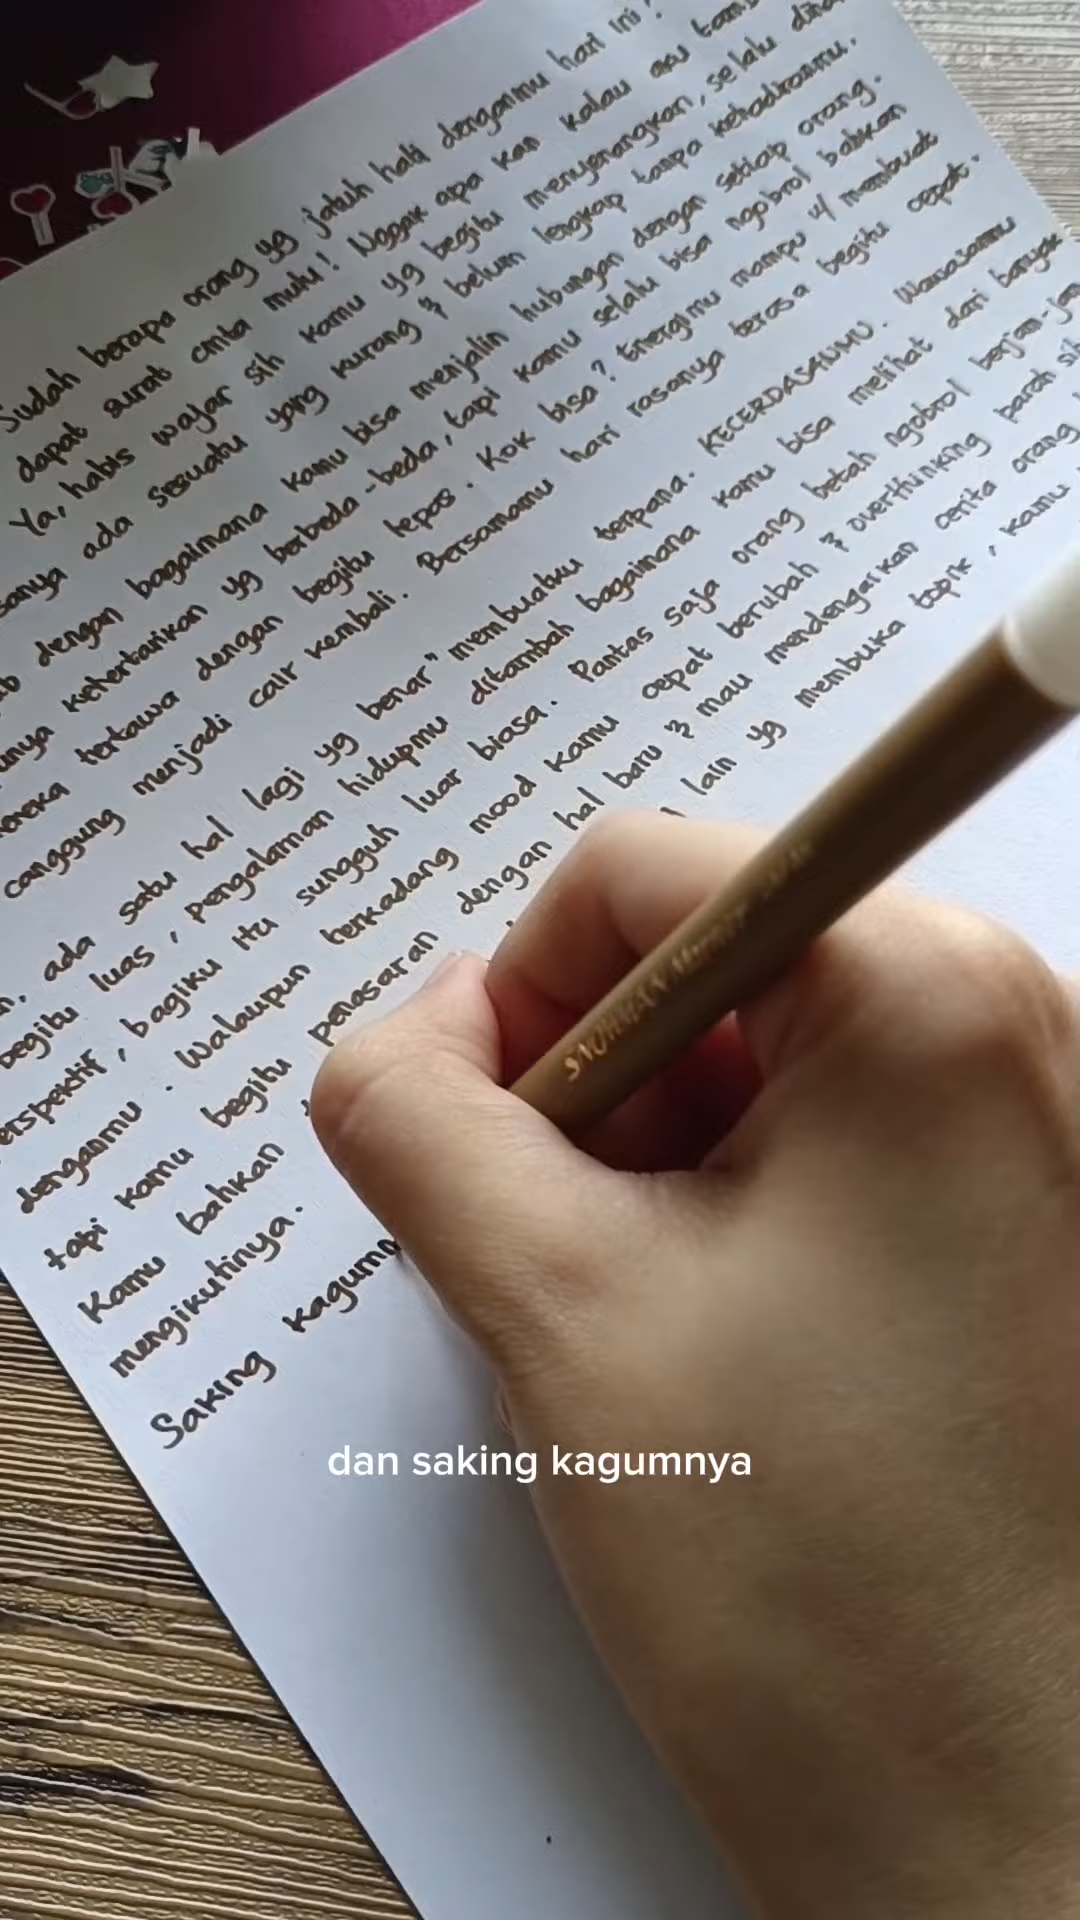 Sudah berapa orang yg jatuh hati denganmu hari ini?
dapat surat cinta mulu! Nggak apa kan kalau aku
Ya, habis wajar sih kamu yg begitu menyenangkan, selalu
ada sesuatu yang kurang & belum lengkap tanpa kehadiranmu.
dengan bagaimana kamu bisa menjalin hubungan dengan setiap orang.
ketertarikan yg berbeda-beda, tapi kamu selalu bisa ngobrol bahkan
tertawa dengan begitu lepas. Kok bisa? Energimu mampu u/ membuat
canggung menjadi cair kembali. Bersamamu hari rasanya terasa begitu cepat.
ada satu hal lagi yg benar" membuatku terpana. KECERDASANMU. Wawasanmu
begitu luas, pengalaman hidupmu ditambah bagaimana kamu bisa melihat dari banyak
perspektif, bagiku itu sungguh luar biasa. Pantas saja orang betah ngobrol berjam-jam
denganmu. Walaupun terkadang mood kamu cepat berubah & overthinking parah sih
tapi kamu begitu penasaran dengan hal baru & mau mendengarkan cerita orang
Kamu bahkan lain yg membuka topik, kamu
mengikutinya.
Saking kagumn
SNOWMAN
dan saking kagumnya